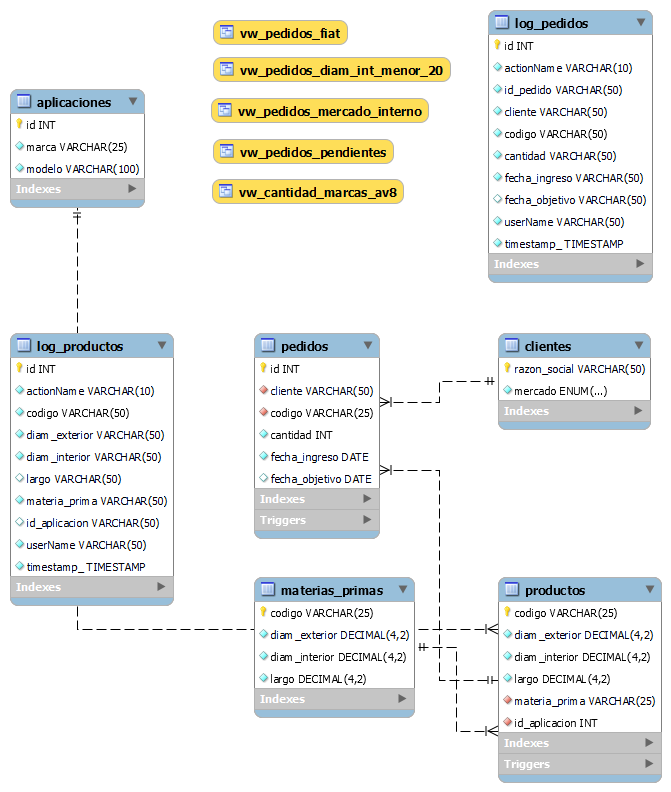 vw_pedidos_fiat
vw_pedidos_diam_int_menor_20
vw_pedidos_mercado_interno
vw_pedidos_pendientes
vw_cantidad_marcas_av8
log_pedidos
id INT
actionName VARCHAR(10)
id_pedido VARCHAR(50)
cliente VARCHAR(50)
codigo VARCHAR(50)
cantidad VARCHAR(50)
fecha_ingreso VARCHAR(50)
fecha_objetivo VARCHAR(50)
userName VARCHAR(50)
timestamp_ TIMESTAMP
Indexes
aplicaciones
id INT
marca VARCHAR(25)
modelo VARCHAR(100)
Indexes
log_productos
id INT
actionName VARCHAR(10)
codigo VARCHAR(50)
diam_exterior VARCHAR(50)
diam_interior VARCHAR(50)
largo VARCHAR(50)
materia_prima VARCHAR(50)
id_aplicacion VARCHAR(50)
userName VARCHAR(50)
timestamp_ TIMESTAMP
Indexes
pedidos
id INT
cliente VARCHAR(50)
codigo VARCHAR(25)
cantidad INT
fecha_ingreso DATE
fecha_objetivo DATE
Indexes
Triggers
clientes
razon_social VARCHAR(50)
mercado ENUM(...)
Indexes
materias_primas
codigo VARCHAR(25)
diam_exterior DECIMAL(4,2)
diam_interior DECIMAL(4,2)
largo DECIMAL(4,2)
Indexes
productos
codigo VARCHAR(25)
diam_exterior DECIMAL(4,2)
diam_interior DECIMAL(4,2)
largo DECIMAL(4,2)
materia_prima VARCHAR(25)
id_aplicacion INT
Indexes
Triggers